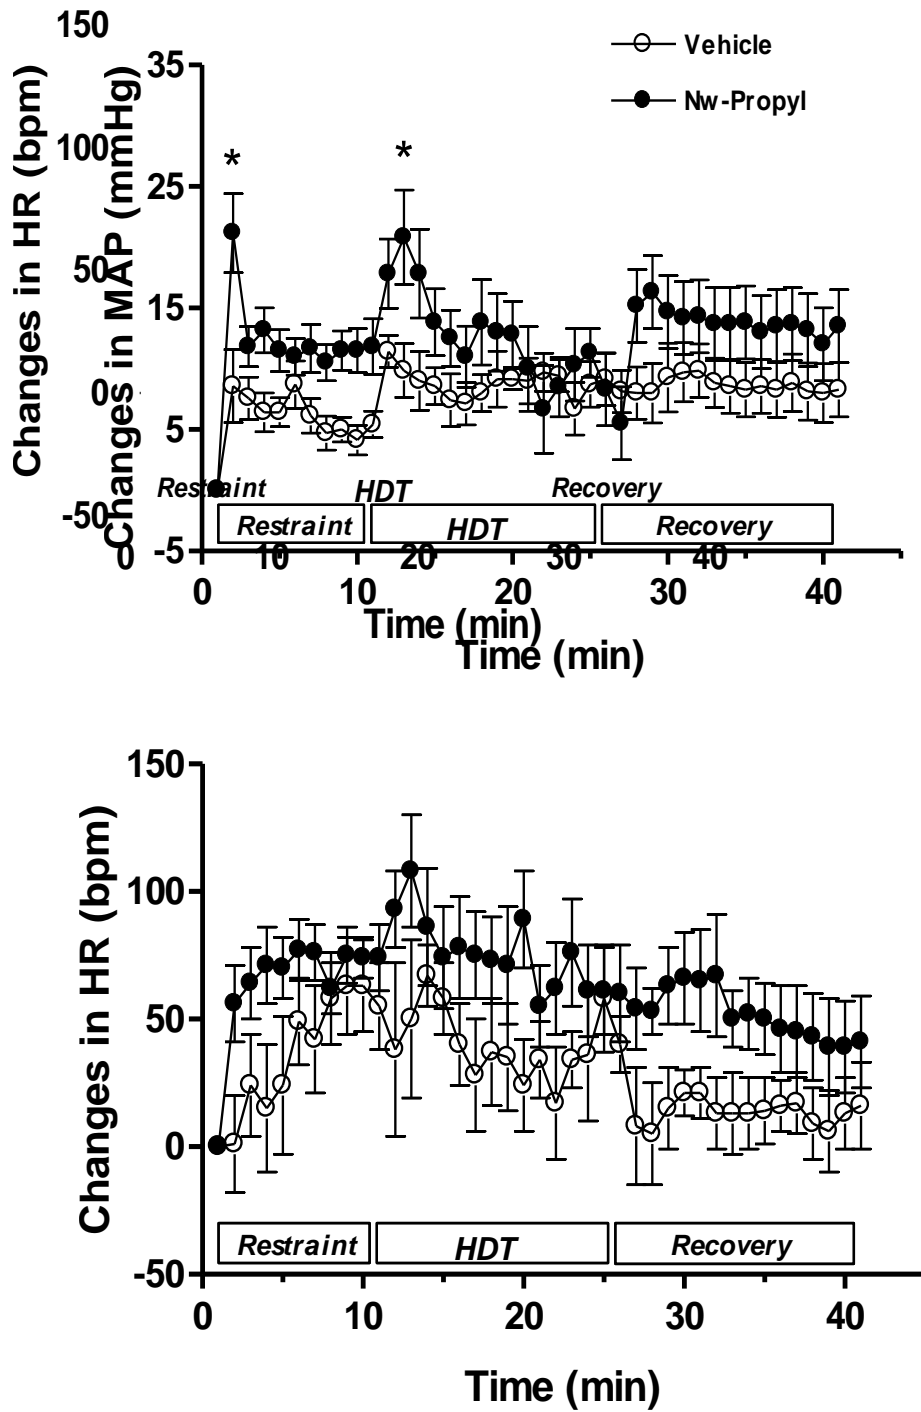 150
Vehicle
35
Nw-Propyl
100
*
*
25
Changes in HR (bpm)
Changes in MAP (mmHg)
50
15
0
5
Restraint
HDT
Recovery
-50
Restraint
HDT
Recovery
-5
0
10
20
30
40
0
10
20
30
40
Time (min)
Time (min)
150
100
Changes in HR (bpm)
50
0
Restraint
HDT
Recovery
-50
0
10
20
30
40
Time (min)